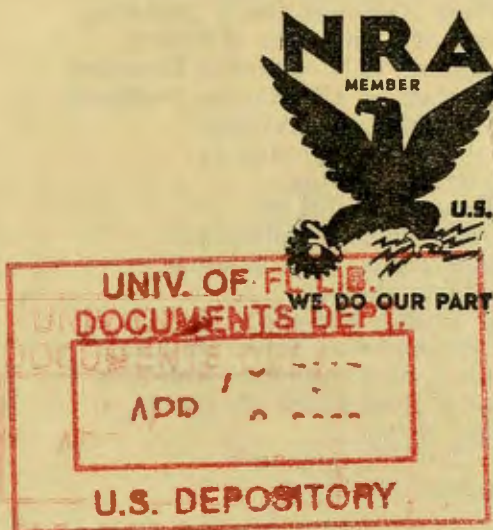 NRA
MEMBER
U.S.
WE DO OUR PART
UNIV. OF FL LIB.
DOCUMENTS DEPT.
U.S. DEPOSITORY